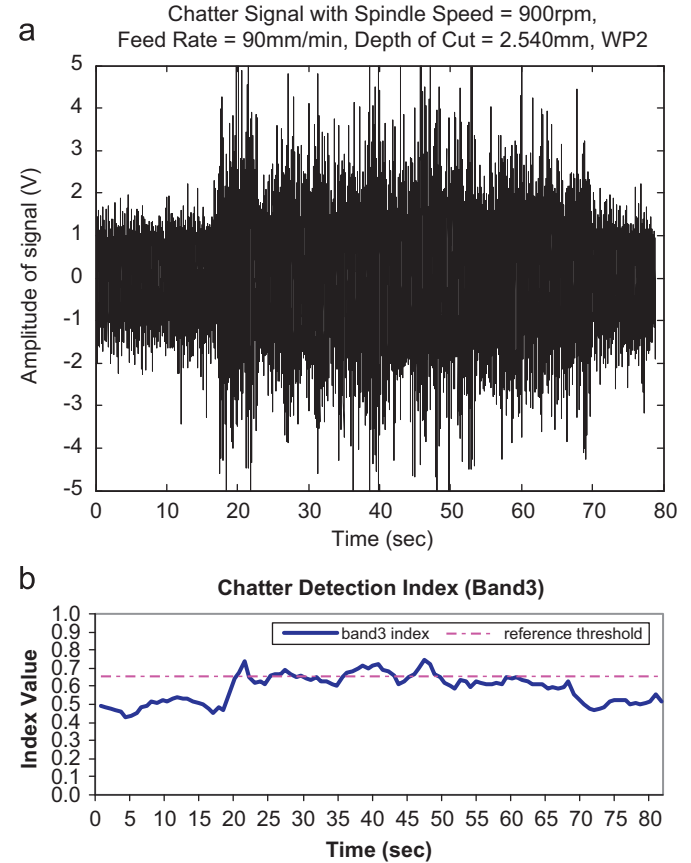 a
Chatter Signal with Spindle Speed = 900rpm,
Feed Rate = 90mm/min, Depth of Cut = 2.540mm, WP2
5
4
3
2
1
0
-1
-2
-3
-4
-5
Amplitude of signal (V)
0 10 20 30 40 50 60 70 80
Time (sec)
b
Chatter Detection Index (Band3)
1.0
0.9
0.8
0.7
0.6
0.5
0.4
0.3
0.2
0.1
0.0
Index Value
band3 index reference threshold
0 5 10 15 20 25 30 35 40 45 50 55 60 65 70 75 80
Time (sec)